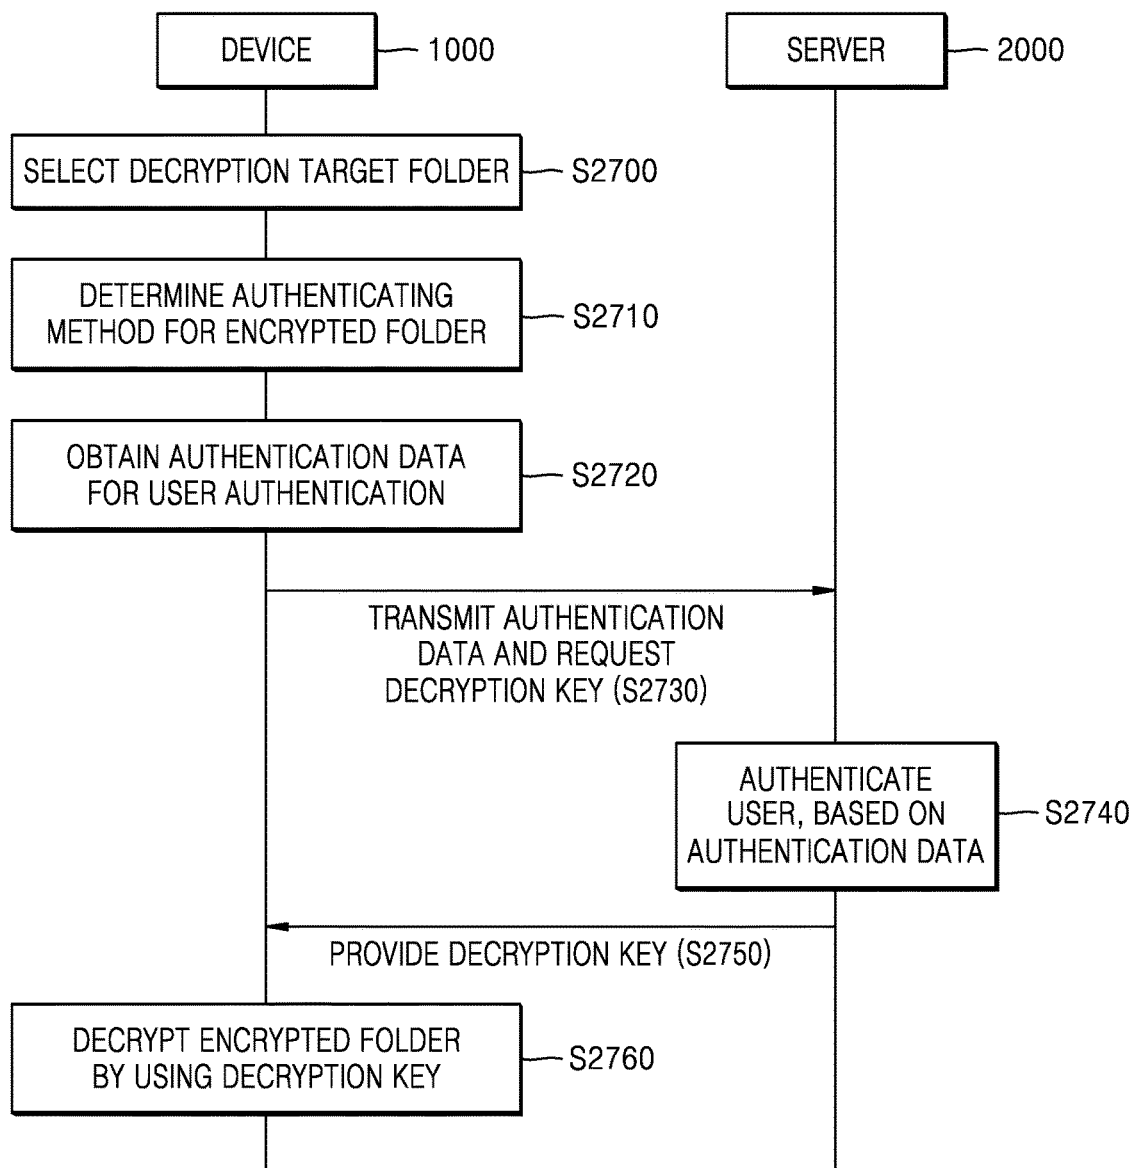 DEVICE
1000
SERVER
2000
SELECT DECRYPTION TARGET FOLDER
S2700
DETERMINE AUTHENTICATING
METHOD FOR ENCRYPTED FOLDER
S2710
OBTAIN AUTHENTICATION DATA
FOR USER AUTHENTICATION
S2720
TRANSMIT AUTHENTICATION
DATA AND REQUEST
DECRYPTION KEY (S2730)
AUTHENTICATE
USER, BASED ON
AUTHENTICATION DATA
S2740
PROVIDE DECRYPTION KEY (S2750)
DECRYPT ENCRYPTED FOLDER
BY USING DECRYPTION KEY
S2760